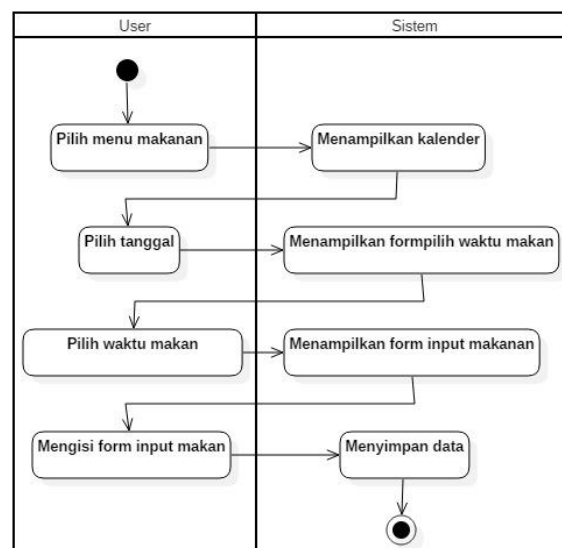 User
Sistem
Pilih menu makanan
Menampilkan kalender
Pilih tanggal
Menampilkan formpilih waktu makan
Pilih waktu makan
Menampilkan form input makanan
Mengisi form input makan
Menyimpan data